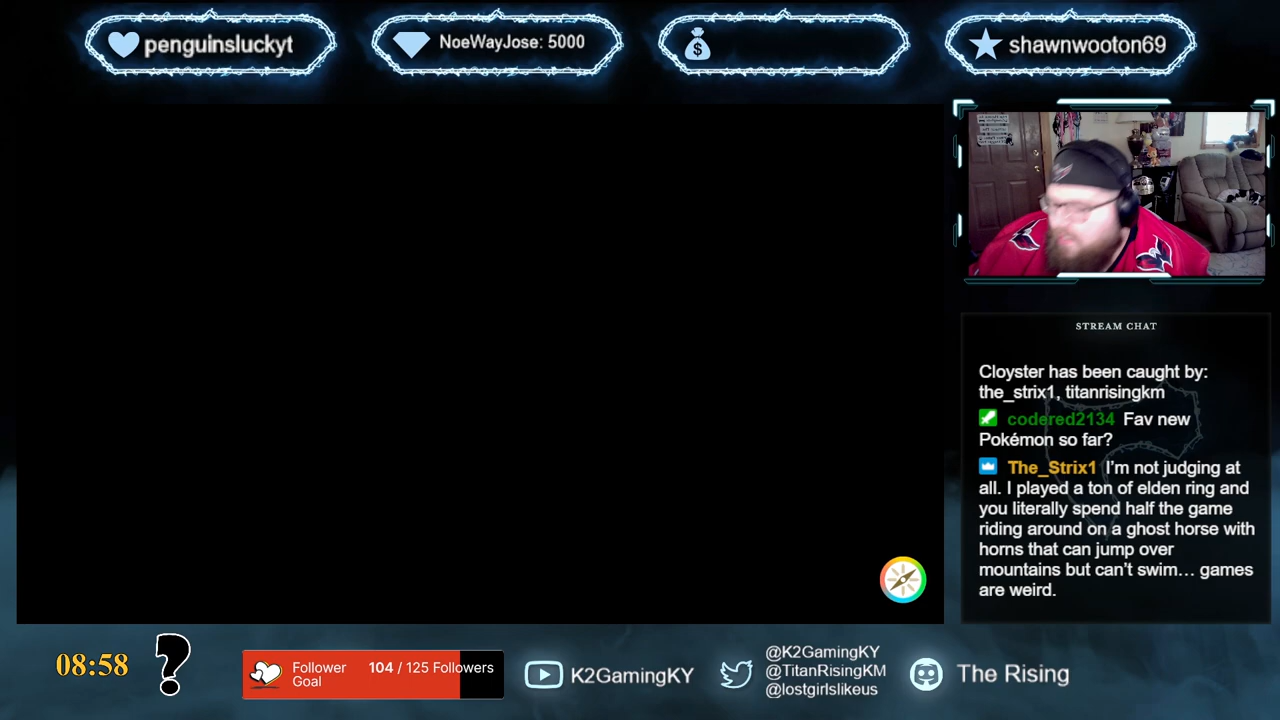 penguinsluckyt
NoeWayJose: 5000
shawnwooton69
STREAM CHAT
Cloyster has been caught by:
the_strix1, titanrisingkm
codered2134 Fav new
Pokémon so far?
The_Strix1 I'm not judging at
all. I played a ton of elden ring and
you literally spend half the game
riding around on a ghost horse with
horns that can jump over
mountains but can't swim… games
are weird.
08:58
?
Follower
Goal
104 / 125 Followers
K2GamingKY
@K2GamingKY
@TitanRisingKM
@lostgirlslikeus
The Rising